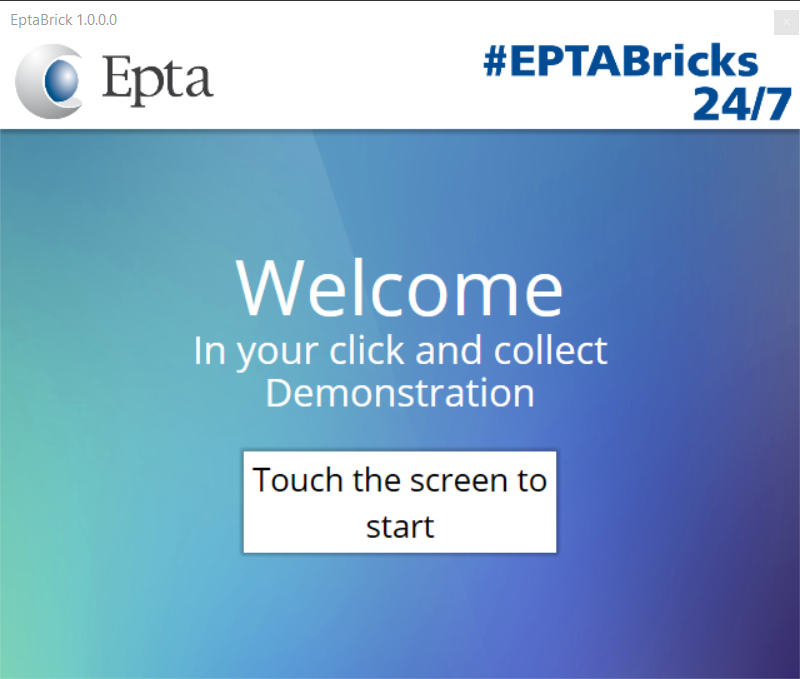 EptaBrick 1.0.0.0
Epta
#EPTABricks
24/7
Welcome
In your click and collect
Demonstration
Touch the screen to
start